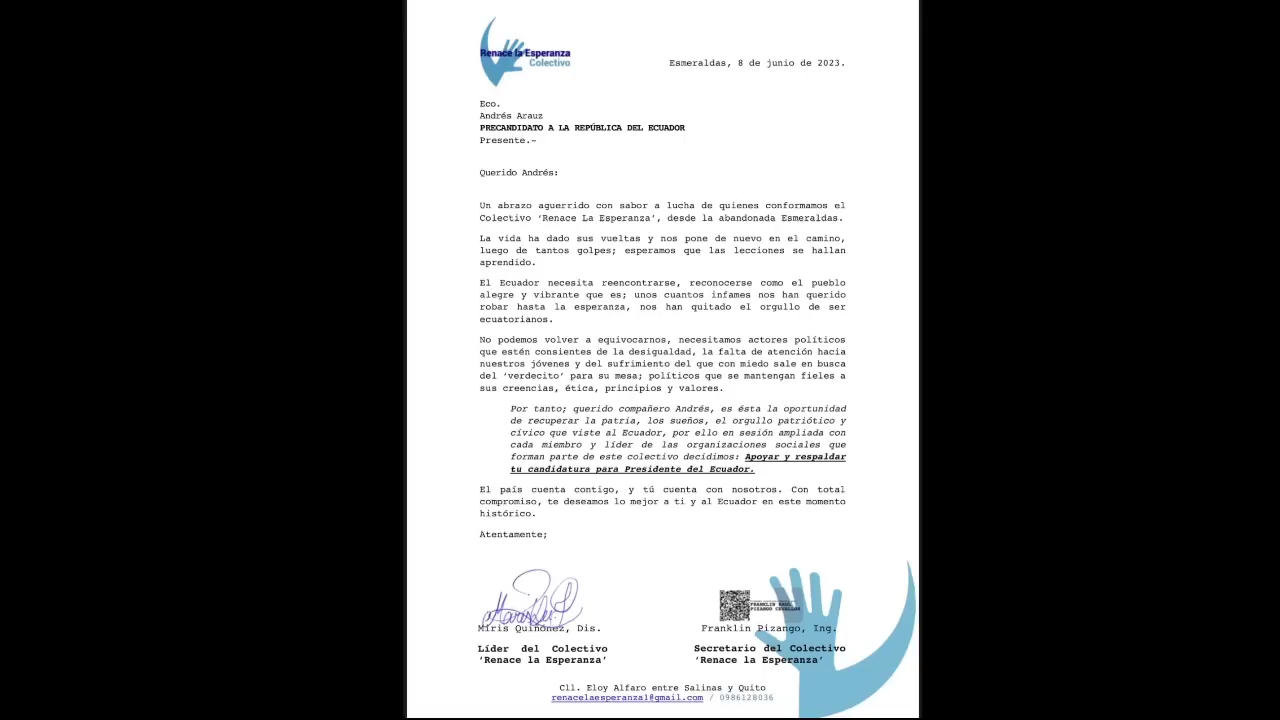 Renace la Esperanza
Colectivo
Esmeraldas, 8 de junio de 2023.
Eco.
Andrés Arauz
PRECANDIDATO A LA REPÚBLICA DEL ECUADOR
Presente.-
Querido Andrés:
Un abrazo aguerrido con sabor a lucha de quienes conformamos el
Colectivo ‘Renace La Esperanza’, desde la abandonada Esmeraldas.
La vida ha dado sus vueltas y nos pone de nuevo en el camino,
luego de tantos golpes; esperamos que las lecciones se hallan
aprendido.
El Ecuador necesita reencontrarse, reconocerse como el pueblo
alegre y vibrante que es; unos cuantos infames nos han querido
robar hasta la esperanza, nos han quitado el orgullo de ser
ecuatorianos.
No podemos volver a equivocarnos, necesitamos actores políticos
que estén consientes de la desigualdad, la falta de atención hacia
nuestros jóvenes y del sufrimiento del que con miedo sale en busca
del ‘verdecito’ para su mesa; políticos que se mantengan fieles a
sus creencias, ética, principios y valores.
Por tanto; querido compañero Andrés, es ésta la oportunidad
de recuperar la patria, los sueños, el orgullo patriótico y
cívico que viste al Ecuador, por ello en sesión ampliada con
cada miembro y líder de las organizaciones sociales que
forman parte de este colectivo decidimos: Apoyar y respaldar
tu candidatura para Presidente del Ecuador.
El país cuenta contigo, y tú cuenta con nosotros. Con total
compromiso, te deseamos lo mejor a ti y al Ecuador en este momento
histórico.
Atentamente;
FRANKLIN RAUL
PIZANGO CEVALLOS
Miris Quiñónez, Dis.
Franklin Pizango, Ing.
Líder del Colectivo
‘Renace la Esperanza’
Secretario del Colectivo
‘Renace la Esperanza’
Cll. Eloy Alfaro entre Salinas y Quito
renacelaesperanza1@gmail.com / 0986128036